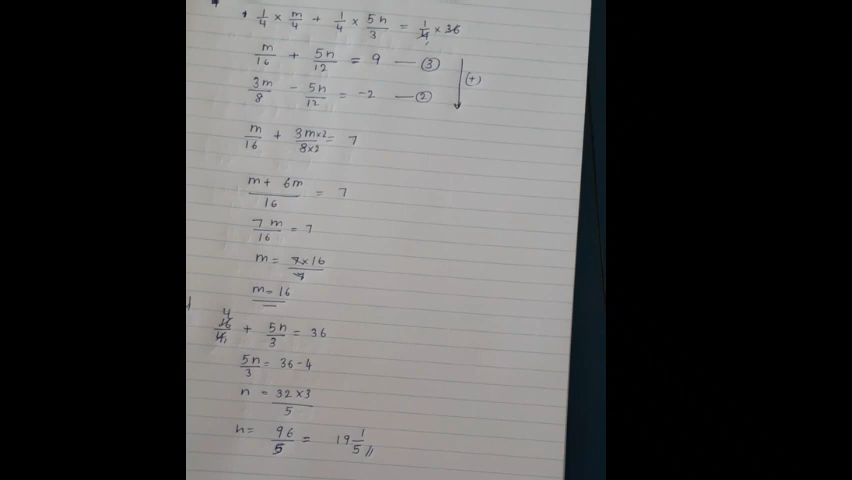 1/4 × m/4 + 1/4 × 5n/3 = 1/4 × 36
m/16 + 5n/12 = 9 — ③
3m/8 - 5n/12 = -2 — ②
(+)
m/16 + 3m×2/8×2 = 7
m + 6m/16 = 7
7m/16 = 7
m = 7×16/7
m = 16
4
16/4 1 + 5n/3 = 36
5n/3 = 36 - 4
n = 32 × 3/5
n = 96/5 = 19 1/5 //